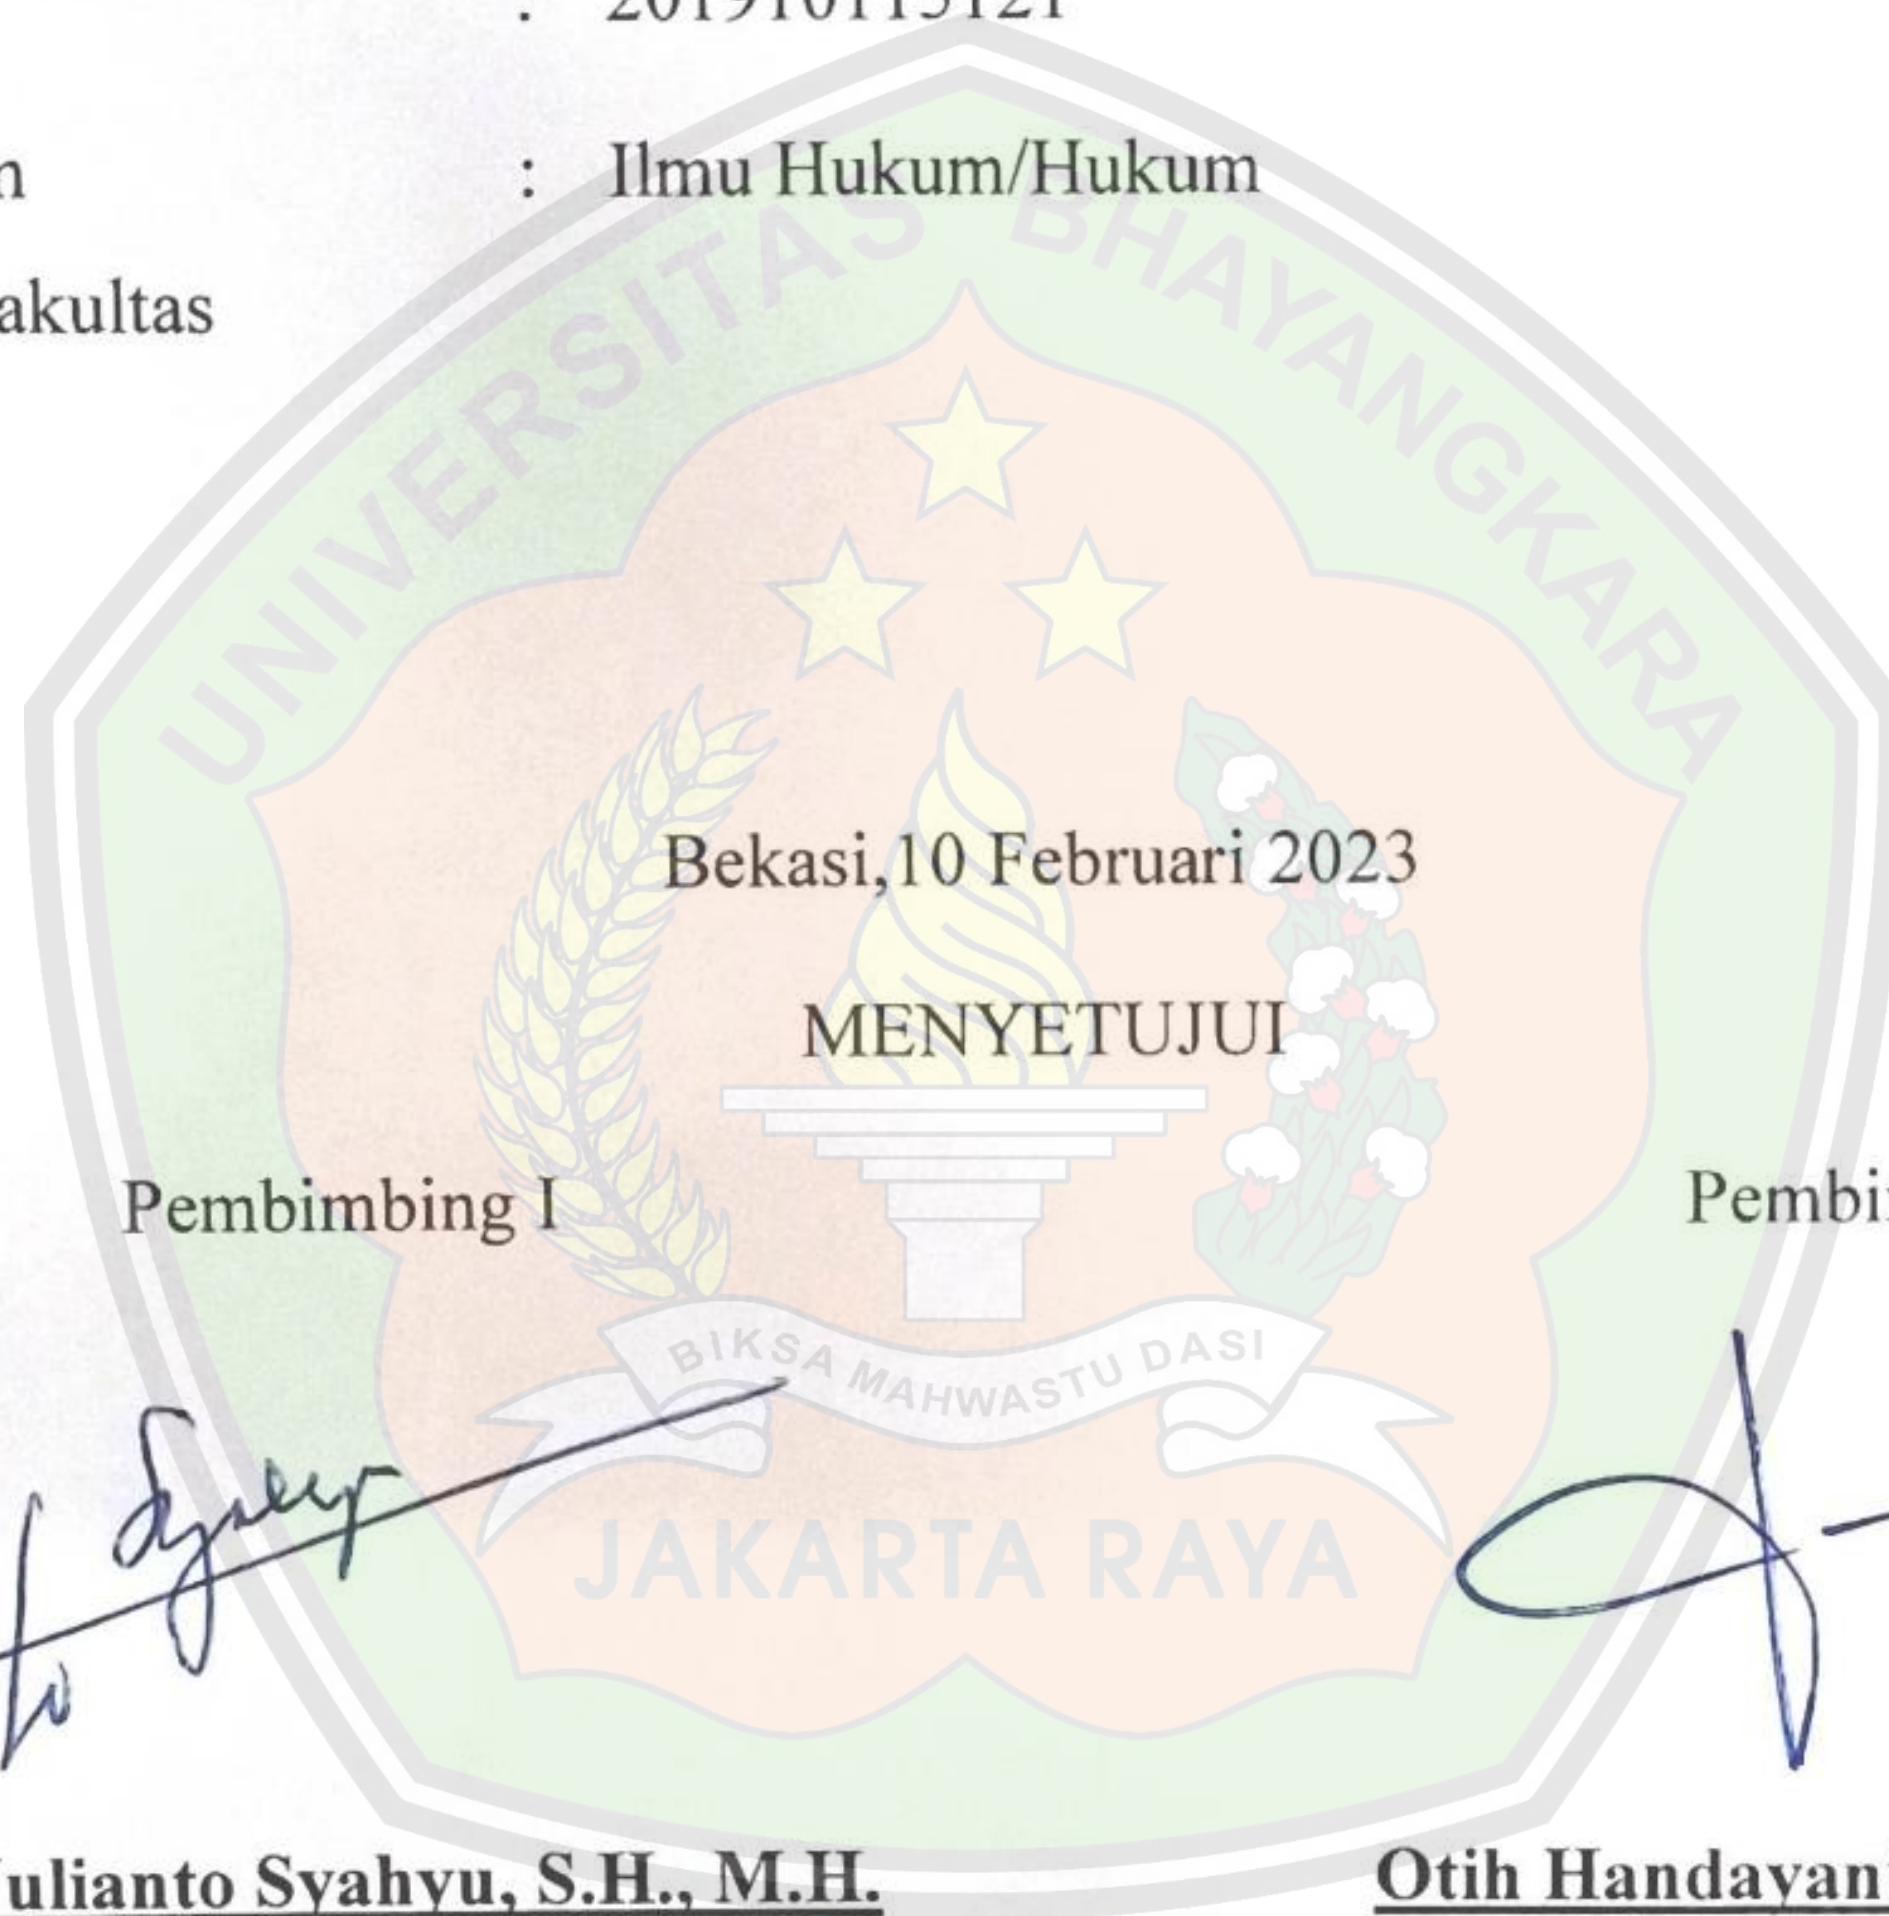 : 201910115121
: Ilmu Hukum/Hukum
akultas
UNIVERSITAS BHAYANGKARA
Bekasi,10 Februari 2023
MENYETUJUI
Pembimbing I
BIKSA MAHWASTU DASI
JAKARTA RAYA
ulianto Syahyu, S.H., M.H. Otih Handayan